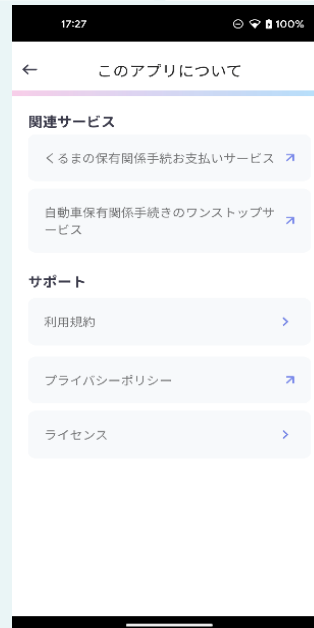 17:27
100%
このアプリについて
関連サービス
くるまの保有関係手続お支払いサービス
自動車保有関係手続きのワンストップサ
ービス
サポート
利用規約
プライバシーポリシー
ライセンス